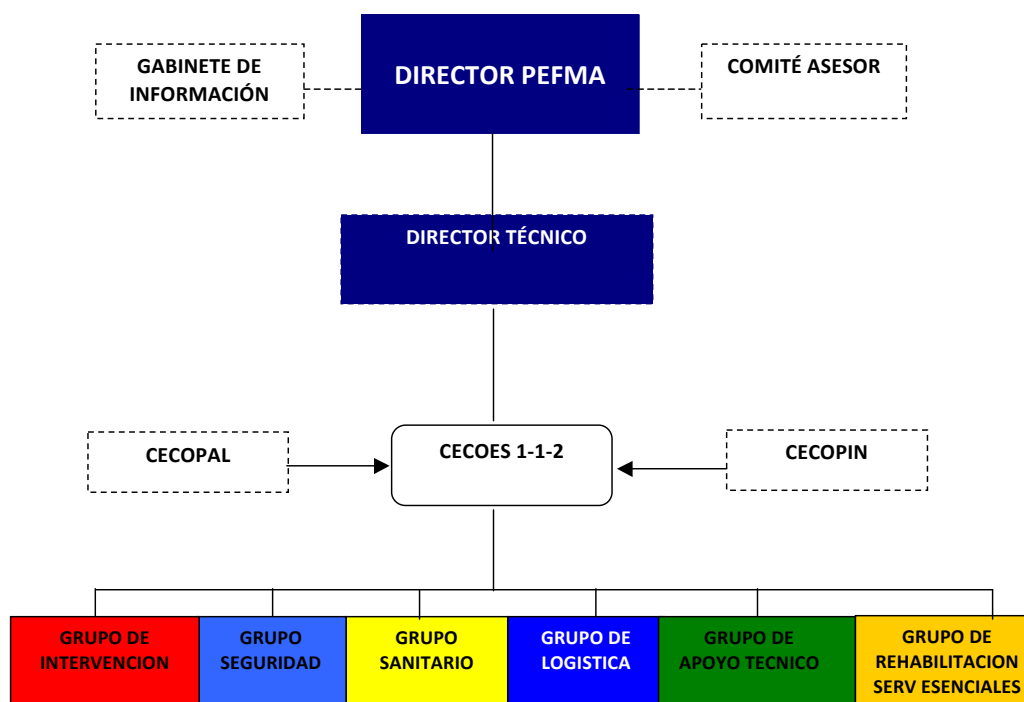 GABINETE DE
INFORMACIÓN
DIRECTOR PEFMA
COMITÉ ASESOR
DIRECTOR TÉCNICO
CECOPAL
CECOES 1-1-2
CECOPIN
GRUPO DE
INTERVENCION
GRUPO
SEGURIDAD
GRUPO
SANITARIO
GRUPO DE
LOGISTICA
GRUPO DE
APOYO TECNICO
GRUPO DE
REHABILITACION
SERV ESENCIALES